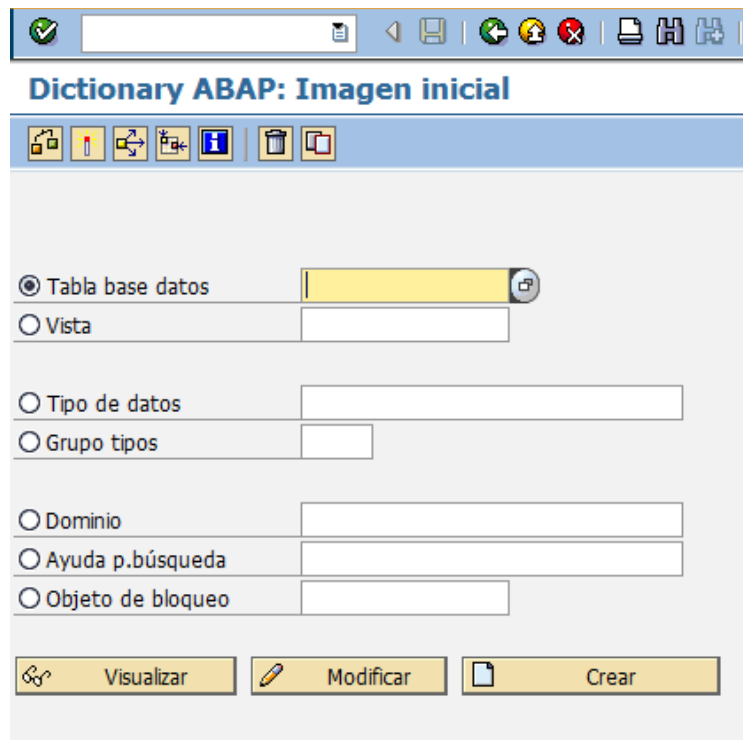 Dictionary ABAP: Imagen inicial
Tabla base datos
Vista
Tipo de datos
Grupo tipos
Dominio
Ayuda p.búsqueda
Objeto de bloqueo
Visualizar Modificar Crear